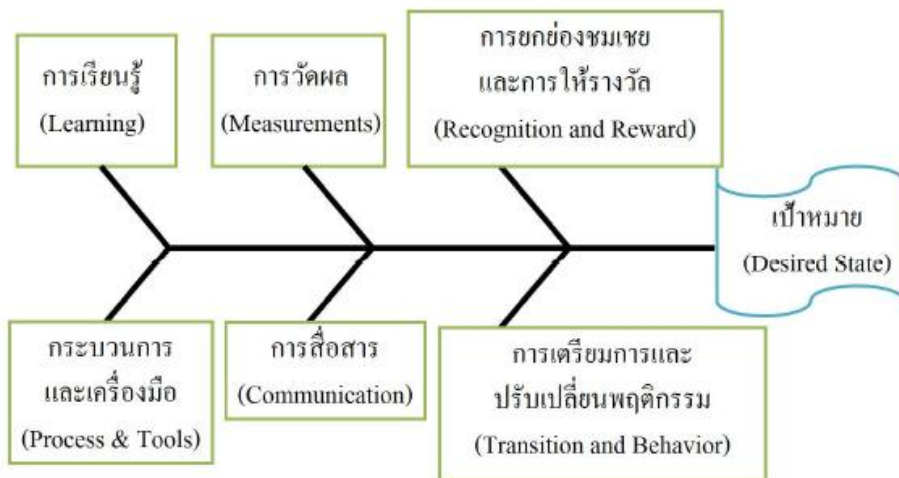 การเรียนรู้
(Learning)
การวัดผล
(Measurements)
การยกย่องชมเชย
และการให้รางวัล
(Recognition and Reward)
เป้าหมาย
(Desired State)
กระบวนการ
และเครื่องมือ
(Process & Tools)
การสื่อสาร
(Communication)
การเตรียมการและ
ปรับเปลี่ยนพฤติกรรม
(Transition and Behavior)